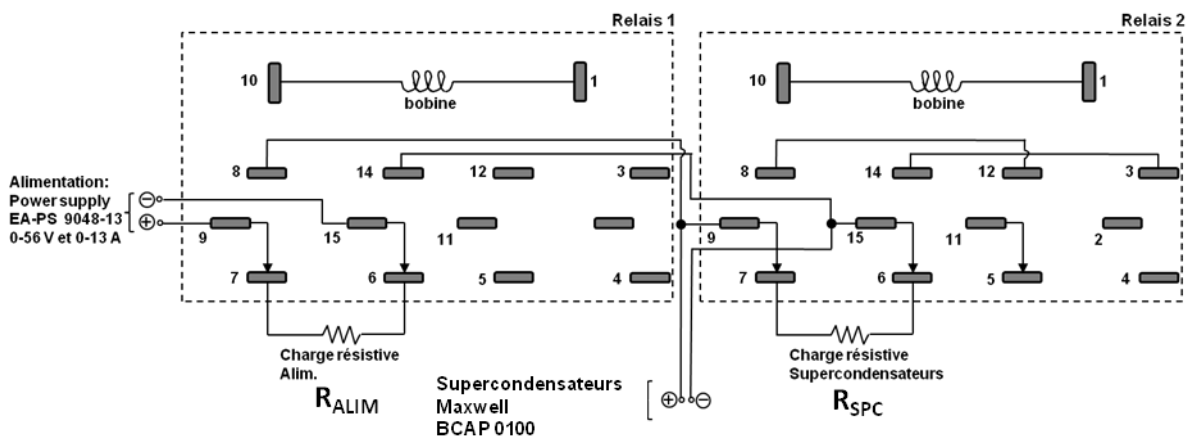 Relais 1
Relais 2
10
1
bobine
10
1
bobine
8
14
12
3
8
14
12
3
Alimentation:
Power supply
EA-PS 9048-13
0-56 V et 0-13 A
9
15
11
9
15
11
2
7
6
5
4
7
6
5
4
Charge résistive
Alim.
R ALIM
Supercondensateurs
Maxwell
BCAP 0100
Charge résistive
Supercondensateurs
R SPC